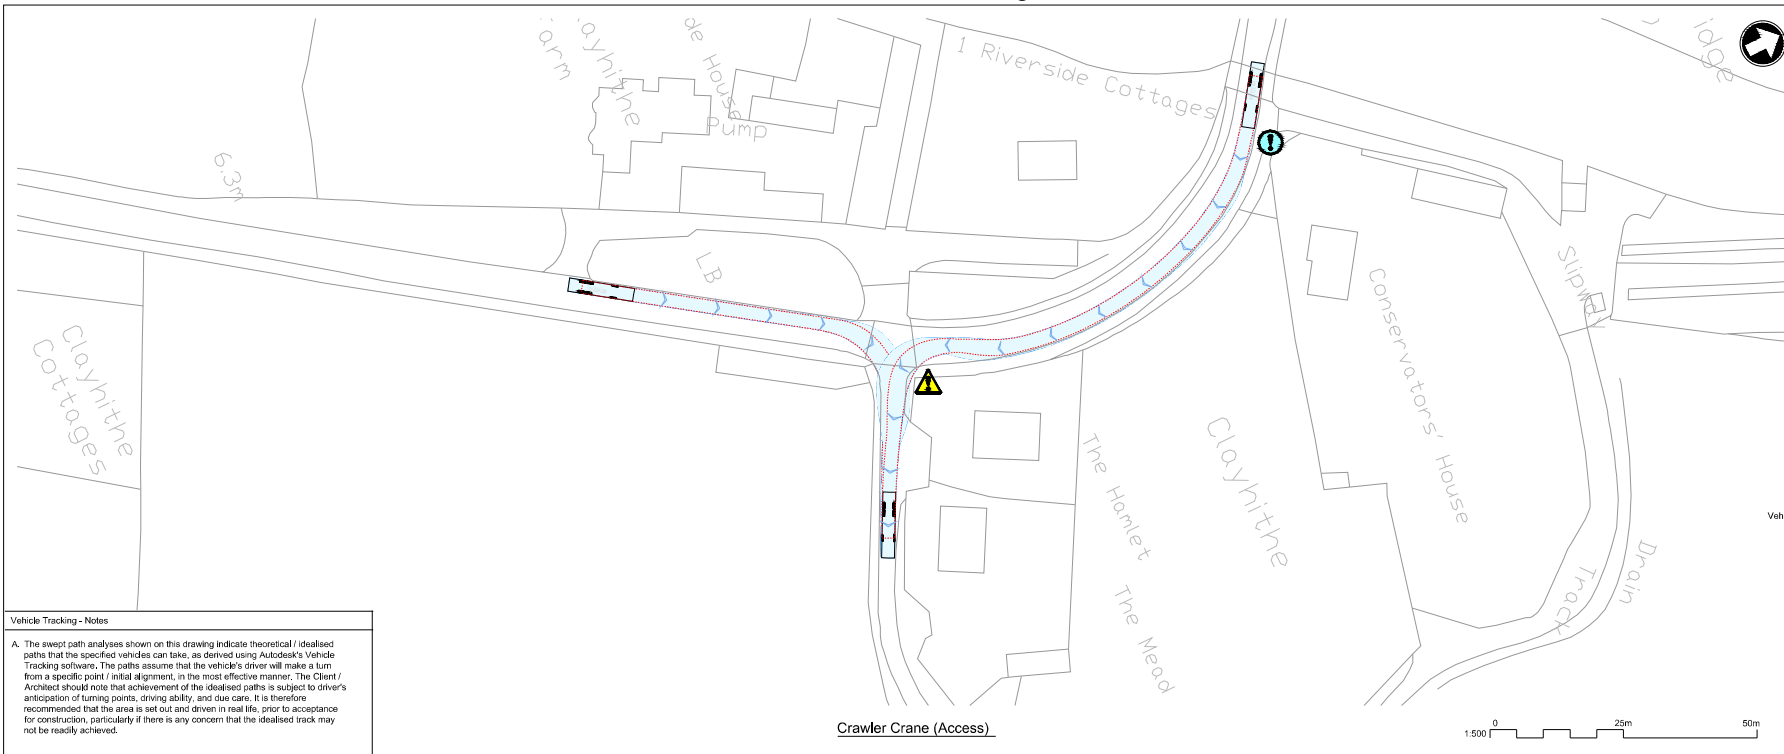 1 Riverside Cottages
Pump
6.3m
LB
Clayhithe
Cottages
Conservators' House
Slipway
Clayhithe
The Hamlet
The Mead
Track
Drain
Veh
Vehicle Tracking - Notes
A. The swept path analyses shown on this drawing indicate theoretical / idealised
paths that the specified vehicles can take, as derived using Autodesk's Vehicle
Tracking software. The paths assume that the vehicle's driver will make a turn
from a specific point / initial alignment, in the most effective manner. The Client /
Architect should note that achievement of the idealised paths is subject to driver's
anticipation of turning points, driving ability, and due care. It is therefore
recommended that the area is set out and driven in real life, prior to acceptance
for construction, particularly if there is any concern that the idealised track may
not be readily achieved.
Crawler Crane (Access)
1:500
0 25m 50m